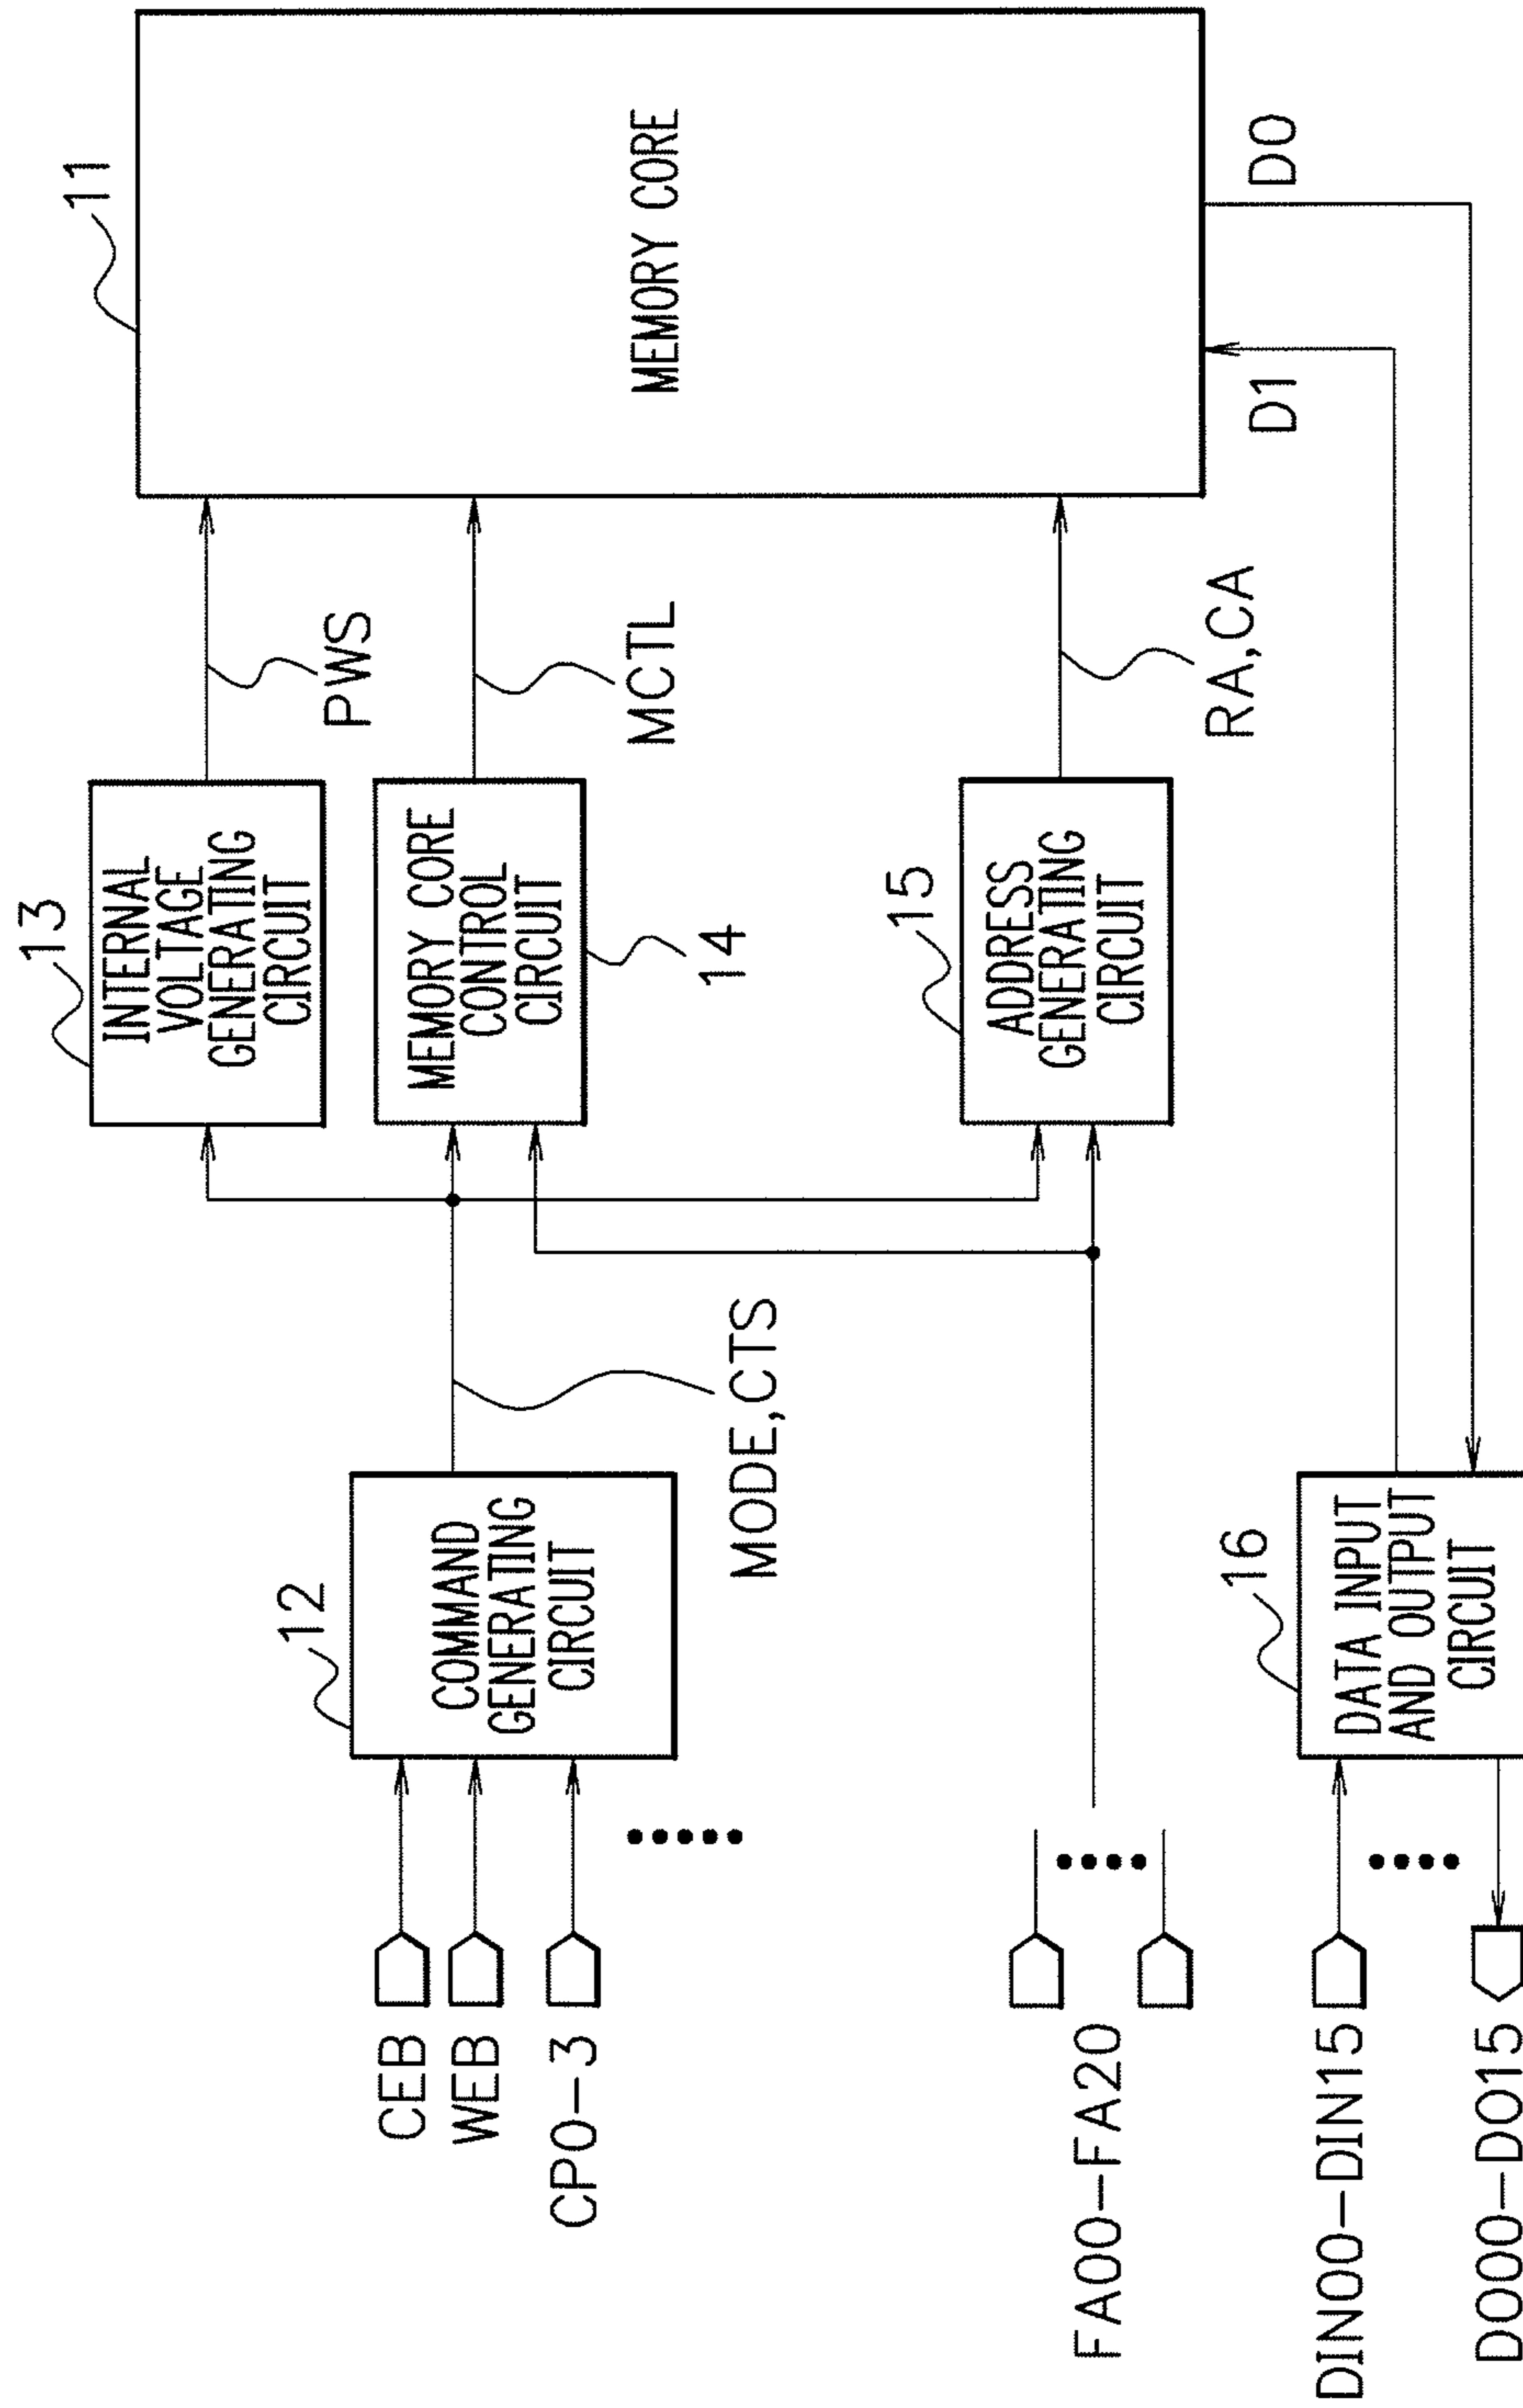 CEB
WEB
CP0-3
12
COMMAND
GENERATING
CIRCUIT
MODE,CTS
13
INTERNAL
VOLTAGE
GENERATING
CIRCUIT
PWS
MEMORY CORE
CONTROL
CIRCUIT
14
MCTL
11
MEMORY CORE
FA00-FA20
15
ADDRESS
GENERATING
CIRCUIT
RA,CA
DIN00-DIN15
DO00-DO15
16
DATA INPUT
AND OUTPUT
CIRCUIT
D1
D0